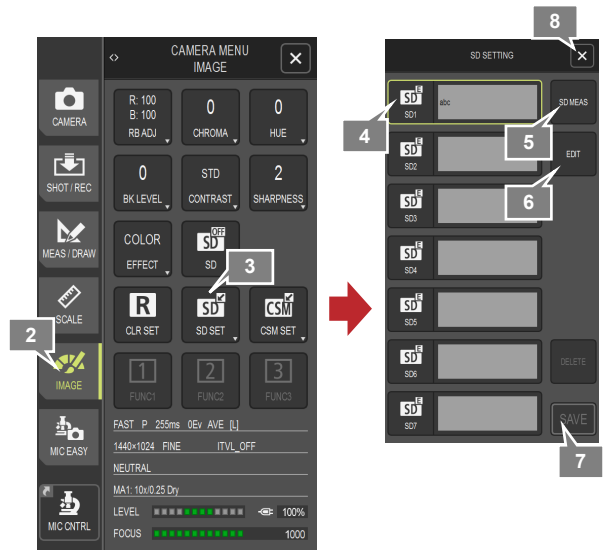 8
CAMERA MENU
IMAGE
SD SETTING
CAMERA
R: 100
B: 100
RB ADJ
0
CHROMA
0
HUE
SD E
SD1
abc
SD MEAS
4
5
SHOT / REC
0
BK LEVEL
STD
CONTRAST
2
SHARPNESS
SD E
SD2
EDIT
6
MEAS / DRAW
COLOR
EFFECT
SD OFF
SD
3
SD E
SD3
SD E
SD4
SCALE
2
R
CLR SET
SD
SD SET
CSM
CSM SET
SD E
SD5
IMAGE
1
FUNC1
2
FUNC2
3
FUNC3
SD E
SD6
DELETE
MIC EASY
FAST P 255ms 0Ev AVE [L]
1440×1024 FINE ITVL_OFF
NEUTRAL
MA1: 10x/0.25 Dry
SD E
SD7
SAVE
7
MIC CNTRL
LEVEL 100%
FOCUS 1000